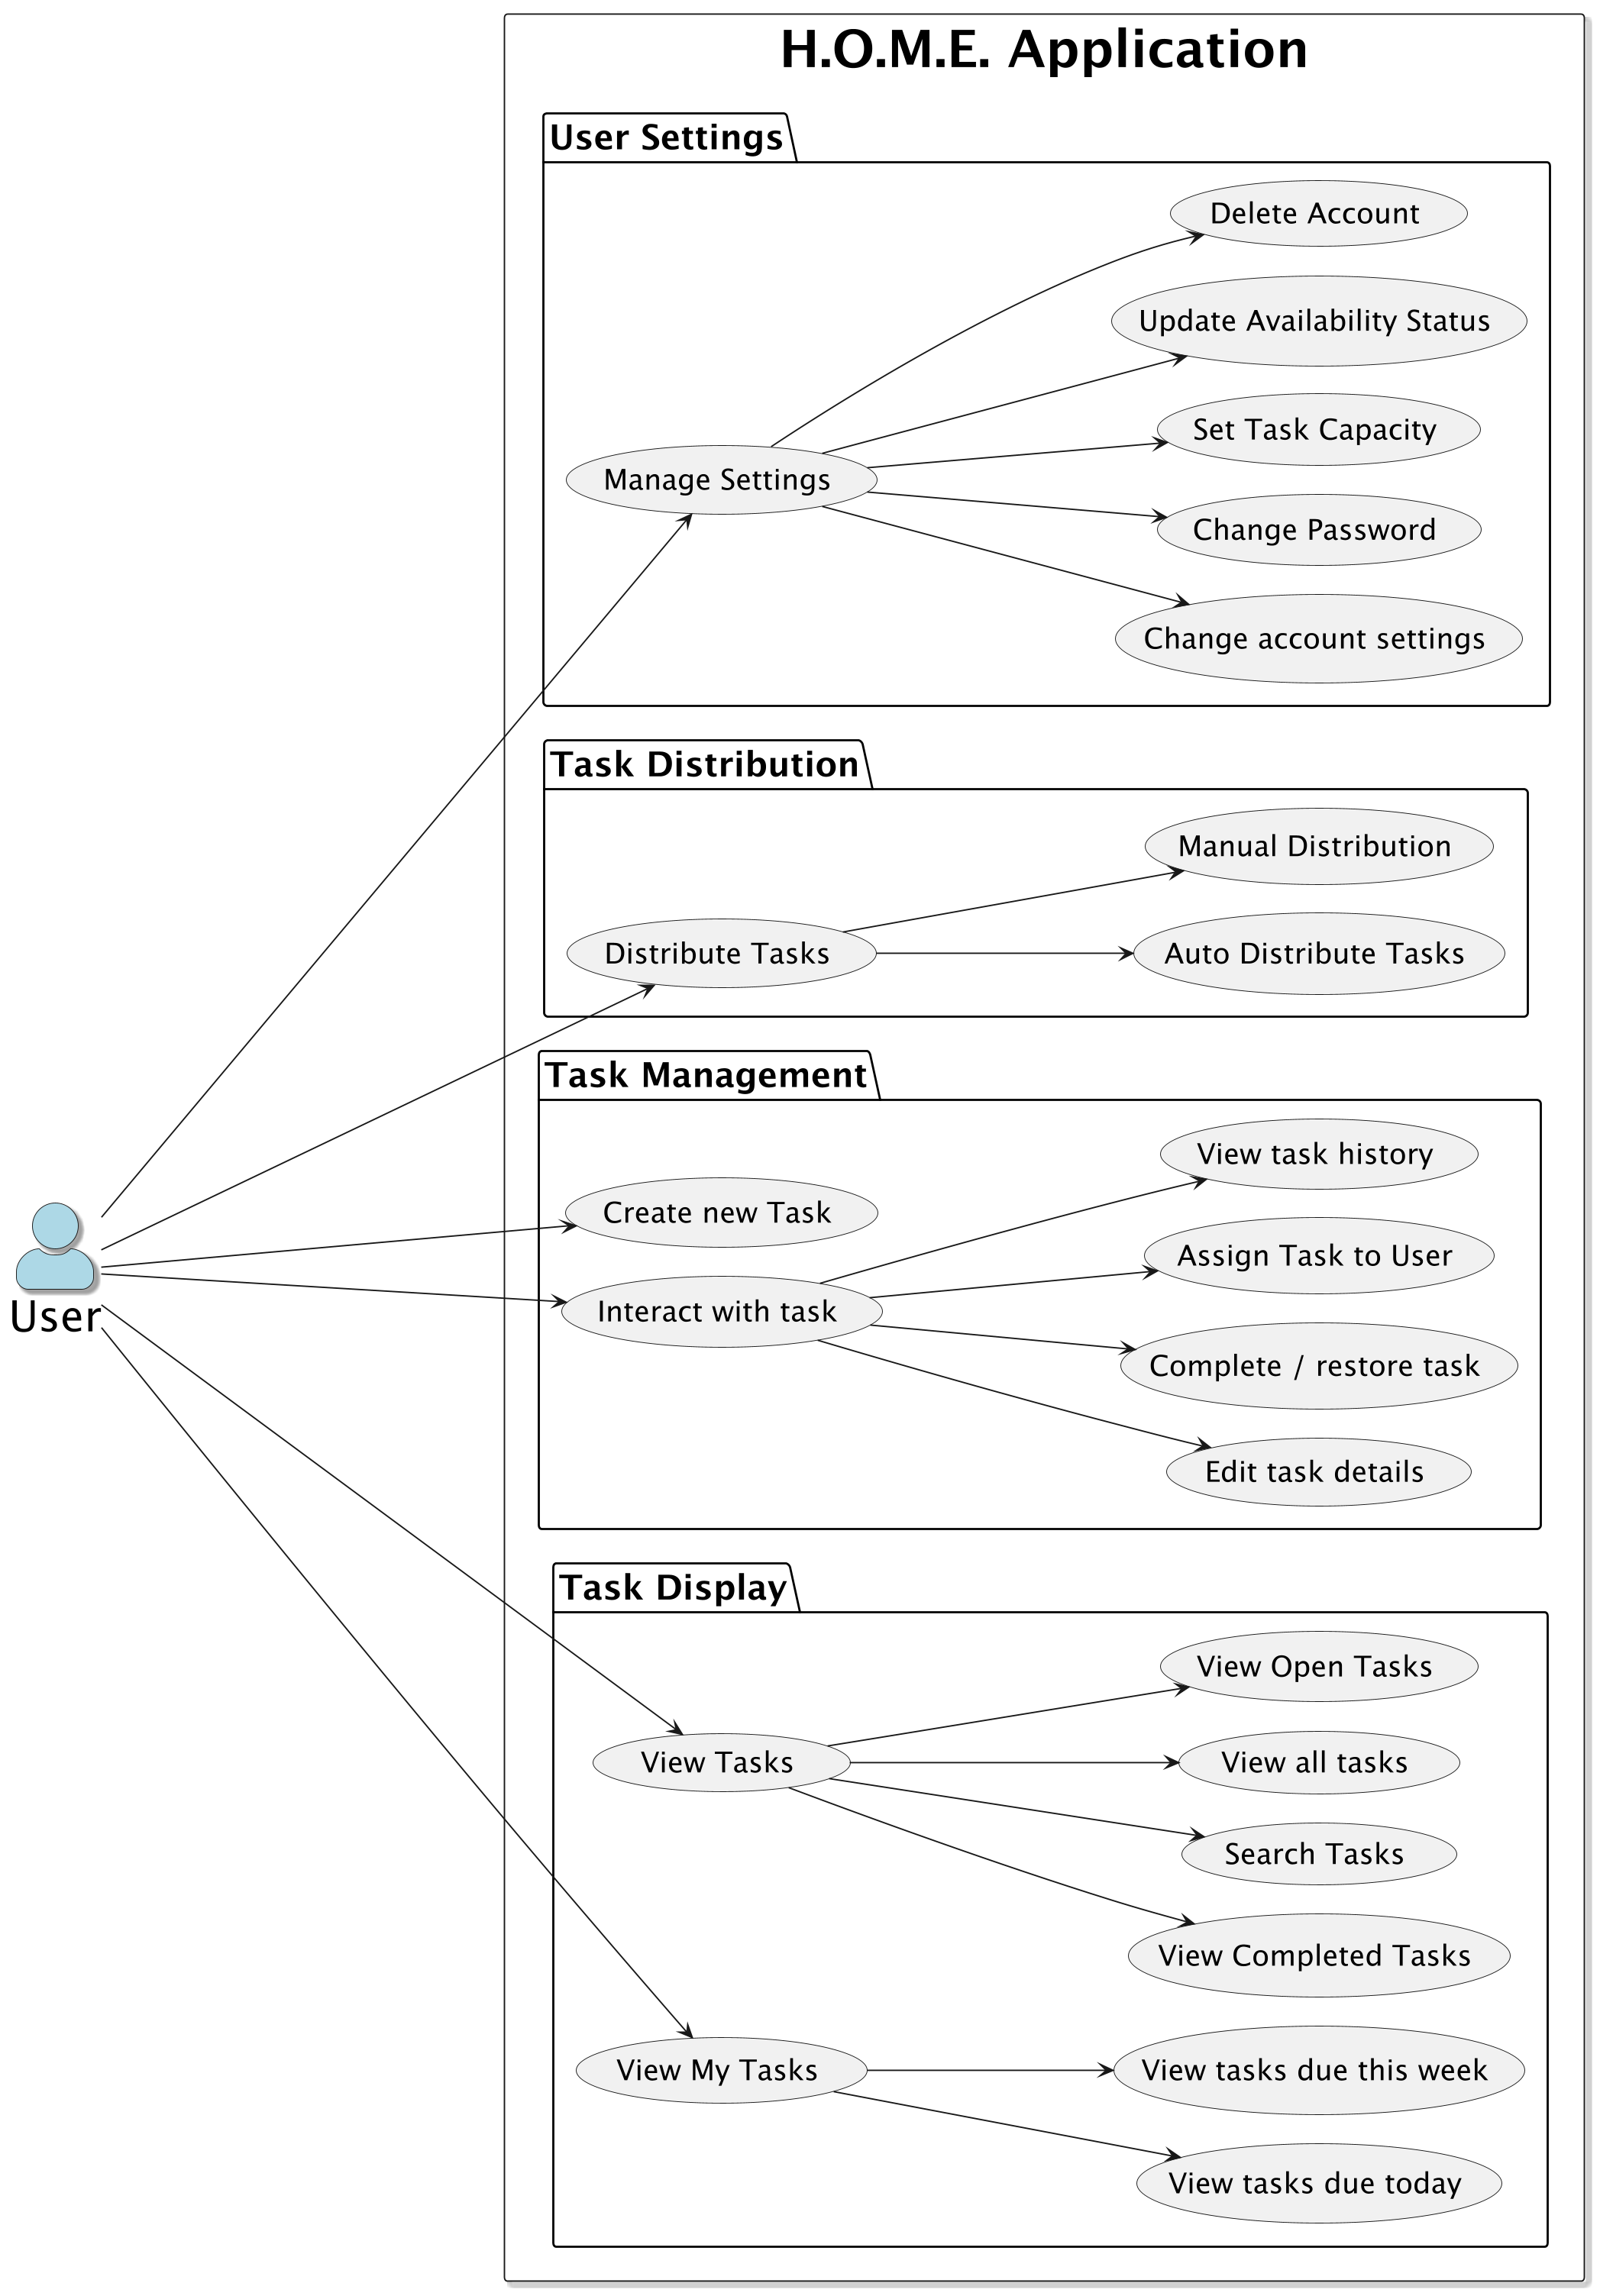 H.O.M.E. Application
User Settings
Delete Account
Update Availability Status
Set Task Capacity
Manage Settings
Change Password
Change account settings
Task Distribution
Manual Distribution
Distribute Tasks
Auto Distribute Tasks
Task Management
View task history
Create new Task
Assign Task to User
Interact with task
Complete / restore task
Edit task details
User
Task Display
View Open Tasks
View Tasks
View all tasks
Search Tasks
View Completed Tasks
View My Tasks
View tasks due this week
View tasks due today